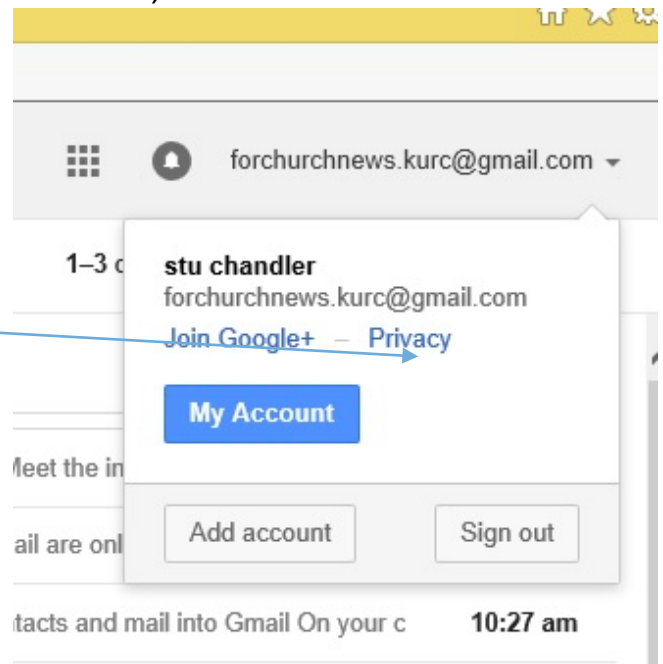 forchurchnews.kurc@gmail.com
1–3
stu chandler
forchurchnews.kurc@gmail.com
Join Google+ – Privacy
My Account
Meet the in
ail are onl
Add account Sign out
tacts and mail into Gmail On your c 10:27 am